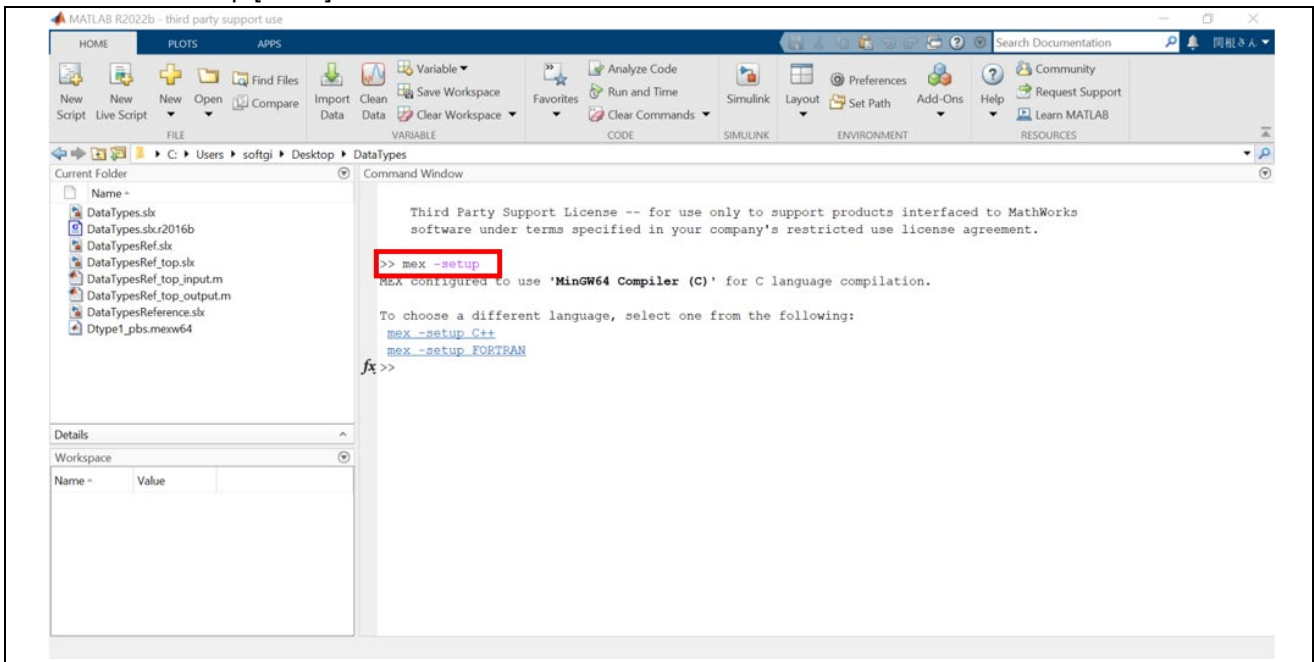 MATLAB R2022b - third party support use
HOME PLOTS APPS
Search Documentation
関根さん
New Script
New Live Script
New
Open
Find Files
Compare
Import Data
Clean Data
Variable
Save Workspace
Clear Workspace
Favorites
Analyze Code
Run and Time
Clear Commands
Simulink
Layout
Preferences
Set Path
Add-Ons
Help
Community
Request Support
Learn MATLAB
FILE VARIABLE CODE SIMULINK ENVIRONMENT RESOURCES
C: Users softgi Desktop DataTypes
Current Folder
Name
DataTypes.slx
DataTypes.slx.r2016b
DataTypesRef.slx
DataTypesRef_top.slx
DataTypesRef_top_input.m
DataTypesRef_top_output.m
DataTypesReference.slx
Dtype1_pbs.mexw64
Details
Workspace
Name Value
Command Window
Third Party Support License -- for use only to support products interfaced to MathWorks
software under terms specified in your company's restricted use license agreement.
>> mex -setup
MEX configured to use 'MinGW64 Compiler (C)' for C language compilation.
To choose a different language, select one from the following:
mex -setup C++
mex -setup FORTRAN
fx >>